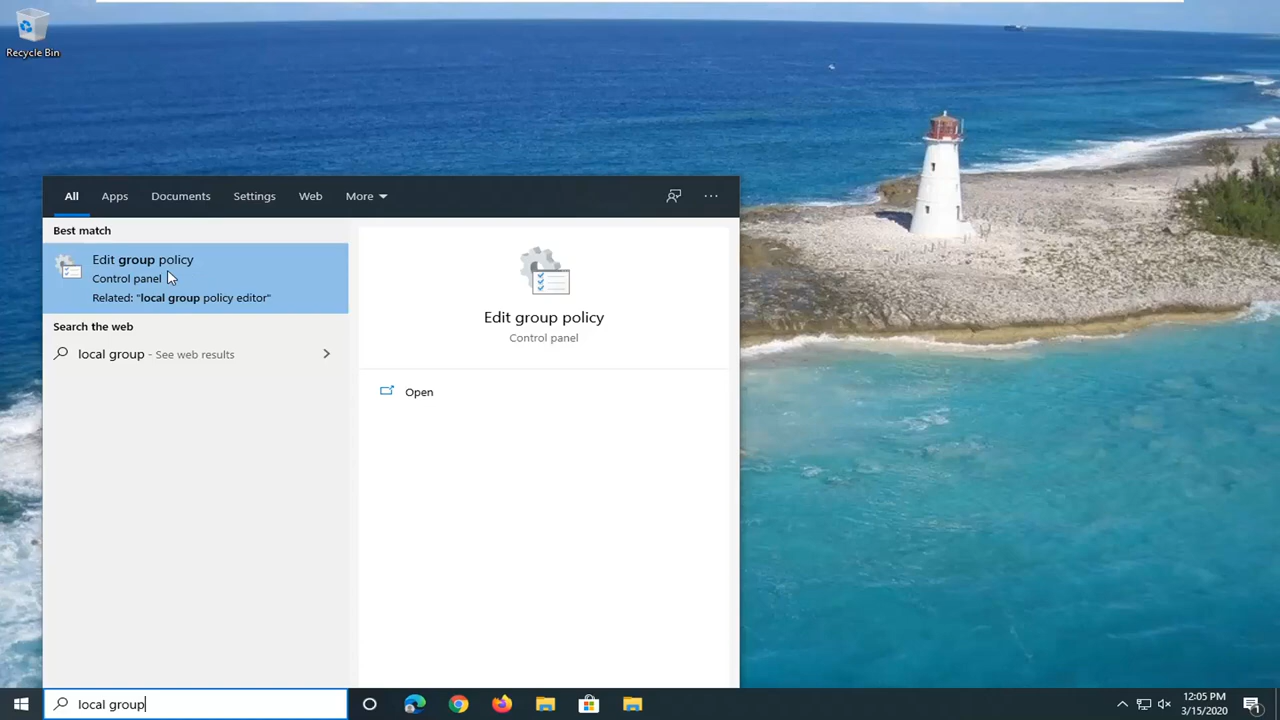 Recycle Bin
All Apps Documents Settings Web More
Best match
Edit group policy
Control panel
Related: "local group policy editor"
Search the web
local group - See web results
Edit group policy
Control panel
Open
local group
12:05 PM
3/15/2020
1